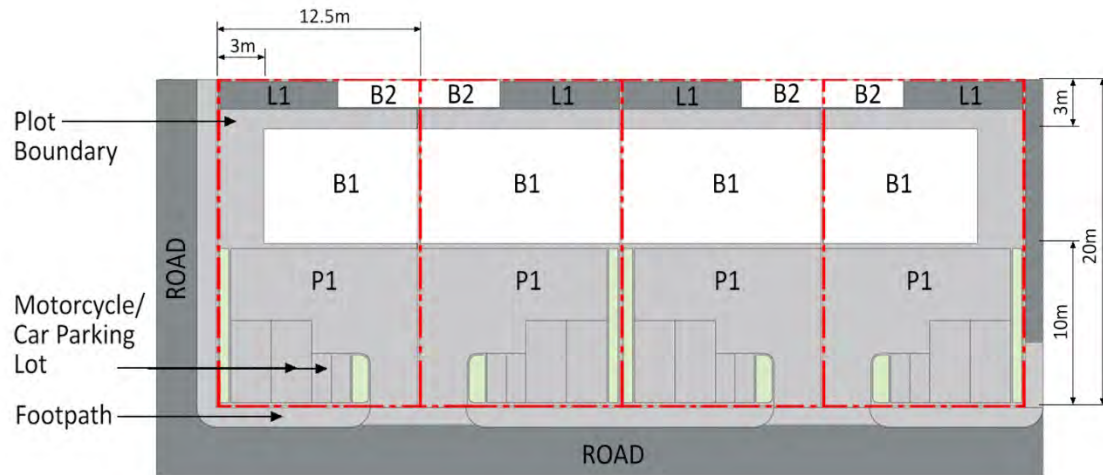 12.5m
3m
L1 B2 B2 L1 L1 B2 B2 L1
3m
Plot
Boundary
B1 B1 B1 B1
20m
ROAD
P1 P1 P1 P1
10m
Motorcycle/
Car Parking
Lot
Footpath
ROAD